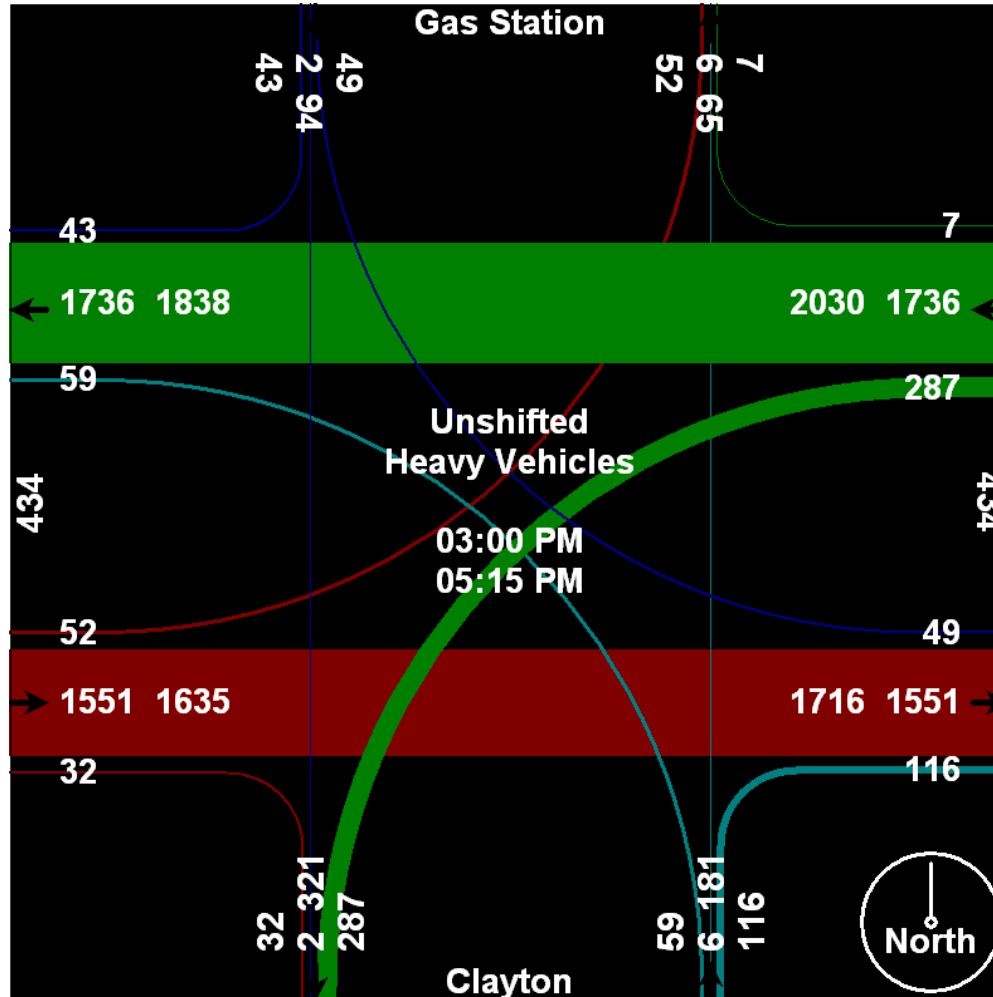 Gas Station
43 2 49
94
52 6 7
65
43
7
1736 1838
2030 1736
59
287
Unshifted
Heavy Vehicles
434
434
03:00 PM
05:15 PM
52
49
1551 1635
1716 1551
32
116
321
32 2 287
181
59 6 116
North
Clayton